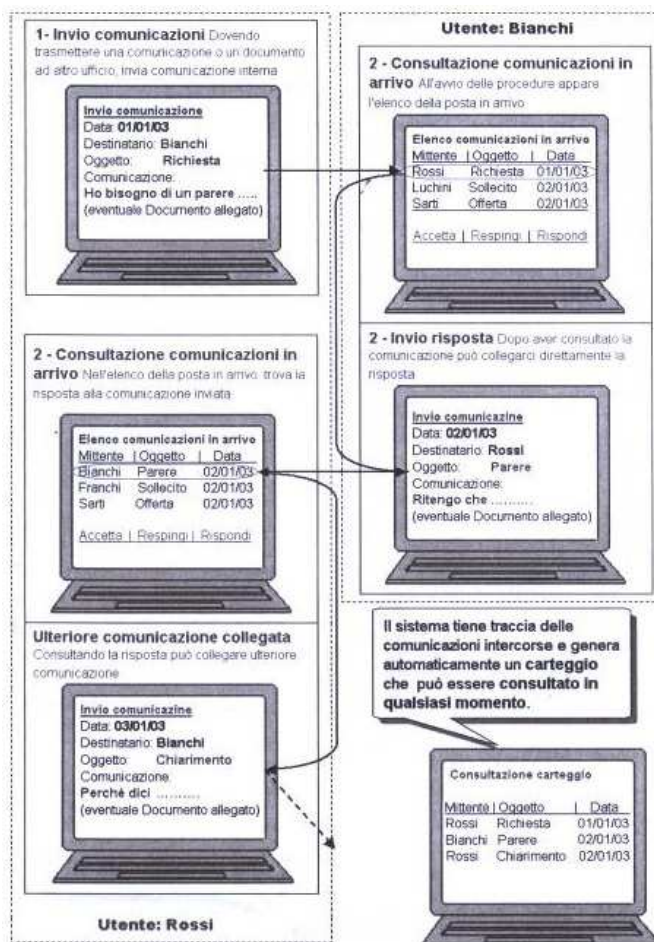 1- Invio comunicazioni Dovendo
trasmettere una comunicazione o un documento
ad altro ufficio, invia comunicazione interna
Invio comunicazione
Data: 01/01/03
Destinatario: Bianchi
Oggetto: Richiesta
Comunicazione:
Ho bisogno di un parere .....
(eventuale Documento allegato)
Utente: Bianchi
2 - Consultazione comunicazioni in
arrivo All'avvio delle procedure appare
l'elenco della posta in arrivo
Elenco comunicazioni in arrivo
Mittente | Oggetto | Data
Rossi Richiesta 01/01/03
Luchini Sollecito 02/01/03
Sarti Offerta 02/01/03
Accetta | Respingi | Rispondi
2 - Invio risposta Dopo aver consultato la
comunicazione può collegarci direttamente la
risposta
Invio comunicazine
Data: 02/01/03
Destinatario: Rossi
Oggetto: Parere
Comunicazione:
Ritengo che ..........
(eventuale Documento allegato)
2 - Consultazione comunicazioni in
arrivo Nell'elenco della posta in arrivo, trova la
risposta alla comunicazione inviata
Elenco comunicazioni in arrivo
Mittente | Oggetto | Data
Bianchi Parere 02/01/03
Franchi Sollecito 02/01/03
Sarti Offerta 02/01/03
Accetta | Respingi | Rispondi
Ulteriore comunicazione collegata
Consultando la risposta può collegare ulteriore
comunicazione
Invio comunicazine
Data: 03/01/03
Destinatario: Bianchi
Oggetto: Chiarimento
Comunicazione:
Perchè dici ..........
(eventuale Documento allegato)
Utente: Rossi
Il sistema tiene traccia delle
comunicazioni intercorse e genera
automaticamente un carteggio
che può essere consultato in
qualsiasi momento.
Consultazione carteggio
Mittente | Oggetto | Data
Rossi Richiesta 01/01/03
Bianchi Parere 02/01/03
Rossi Chiarimento 02/01/03